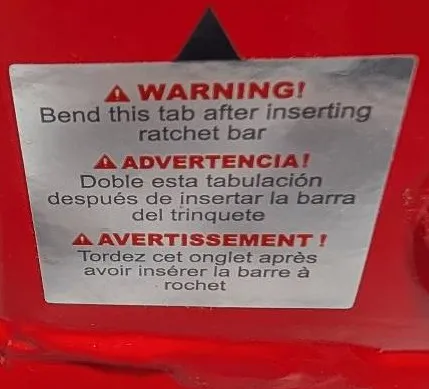 ⚠ WARNING!
Bend this tab after inserting
ratchet bar
⚠ ADVERTENCIA!
Doble esta tabulación
después de insertar la barra
del trinquete
⚠ AVERTISSEMENT !
Tordez cet onglet après
avoir insérer la barre à
rochet